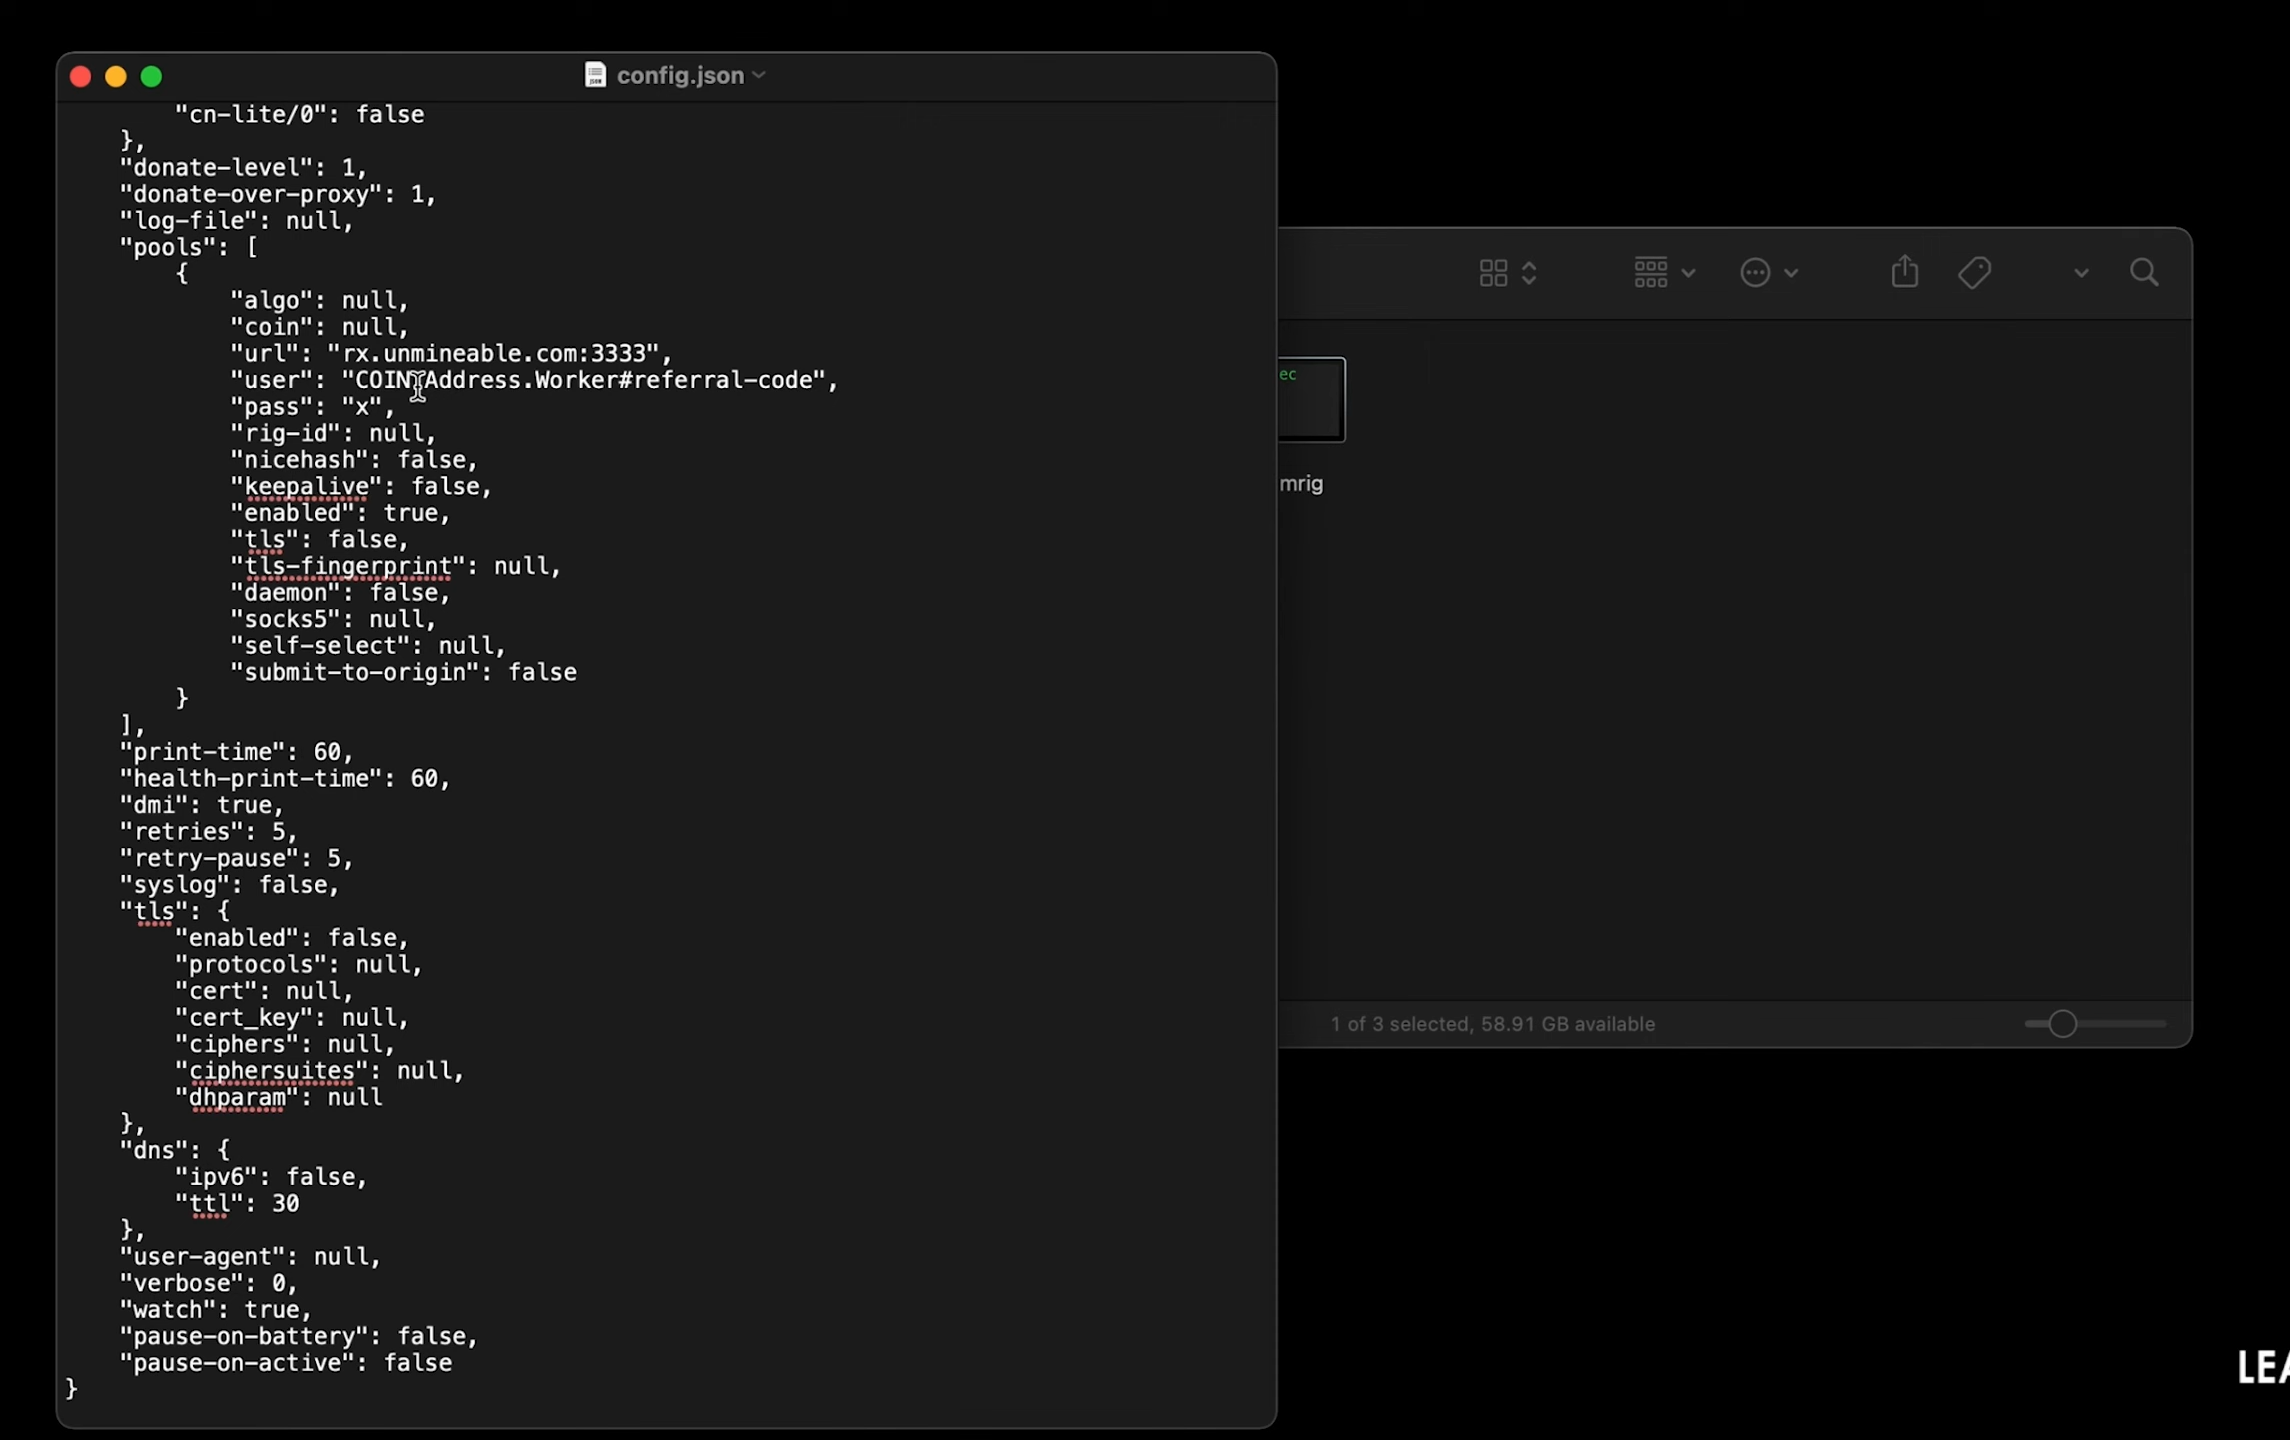 config.json
"cn-lite/0": false
},
"donate-level": 1,
"donate-over-proxy": 1,
"log-file": null,
"pools": [
{
"algo": null,
"coin": null,
"url": "rx.unmineable.com:3333",
"user": "COIN:Address.Worker#referral-code",
"pass": "x",
"rig-id": null,
"nicehash": false,
"keepalive": false,
"enabled": true,
"tls": false,
"tls-fingerprint": null,
"daemon": false,
"socks5": null,
"self-select": null,
"submit-to-origin": false
}
],
"print-time": 60,
"health-print-time": 60,
"dmi": true,
"retries": 5,
"retry-pause": 5,
"syslog": false,
"tls": {
"enabled": false,
"protocols": null,
"cert": null,
"cert_key": null,
"ciphers": null,
"ciphersuites": null,
"dhparam": null
},
"dns": {
"ipv6": false,
"ttl": 30
},
"user-agent": null,
"verbose": 0,
"watch": true,
"pause-on-battery": false,
"pause-on-active": false
}
ec
mrig
1 of 3 selected, 58.91 GB available